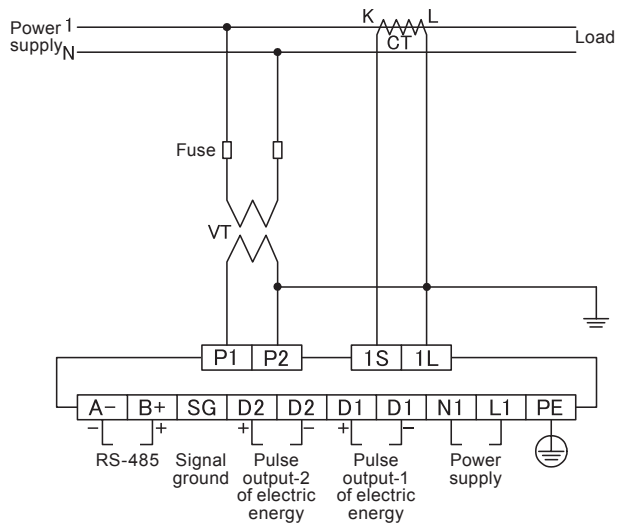 Power 1
supply N
K L
CT
Load
Fuse
VT
P1 P2 1S 1L
A− B+ SG D2 D2 D1 D1 N1 L1 PE
− + + − + −
RS-485
Signal
ground
Pulse
output-2
of electric
energy
Pulse
output-1
of electric
energy
Power
supply